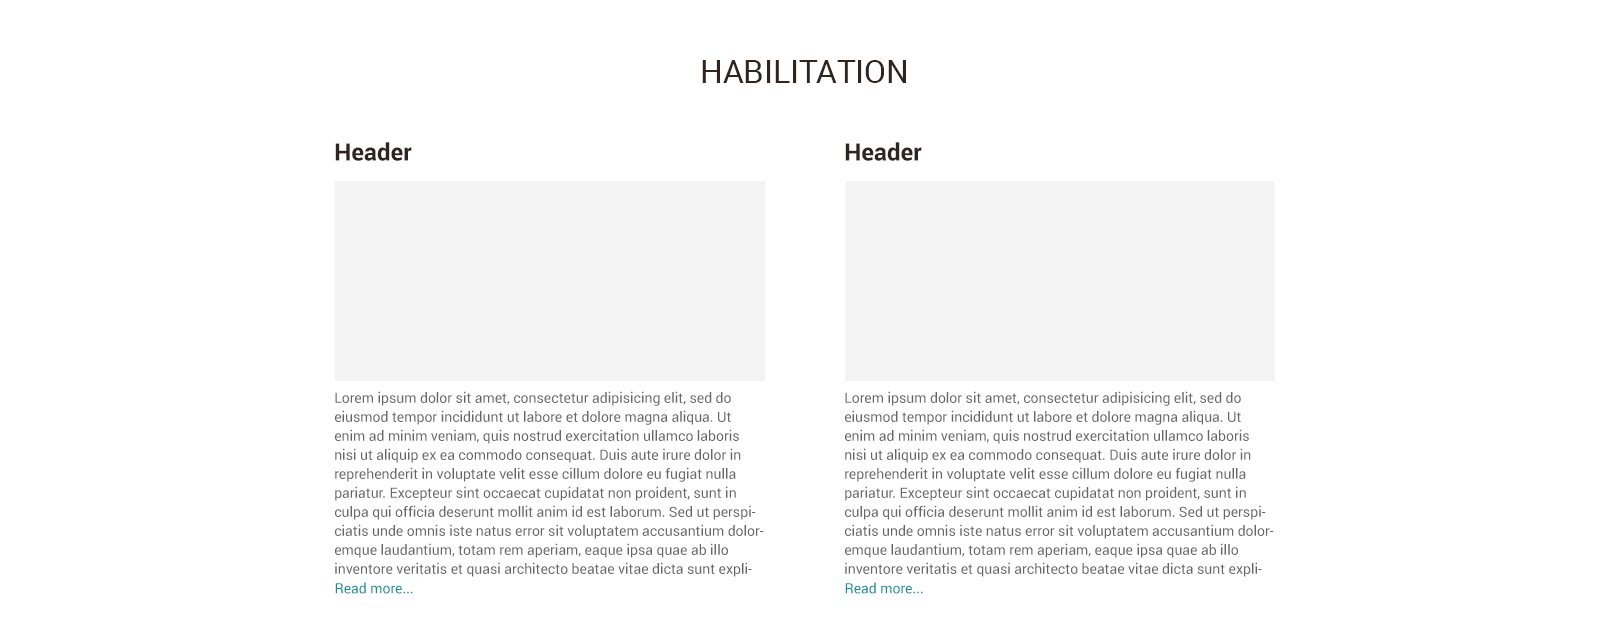 HABILITATION
Header
Lorem ipsum dolor sit amet, consectetur adipisicing elit, sed do
eiusmod tempor incididunt ut labore et dolore magna aliqua. Ut
enim ad minim veniam, quis nostrud exercitation ullamco laboris
nisi ut aliquip ex ea commodo consequat. Duis aute irure dolor in
reprehenderit in voluptate velit esse cillum dolore eu fugiat nulla
pariatur. Excepteur sint occaecat cupidatat non proident, sunt in
culpa qui officia deserunt mollit anim id est laborum. Sed ut perspi-
ciatis unde omnis iste natus error sit voluptatem accusantium dolor-
emque laudantium, totam rem aperiam, eaque ipsa quae ab illo
inventore veritatis et quasi architecto beatae vitae dicta sunt expli-
Read more...
Header
Lorem ipsum dolor sit amet, consectetur adipisicing elit, sed do
eiusmod tempor incididunt ut labore et dolore magna aliqua. Ut
enim ad minim veniam, quis nostrud exercitation ullamco laboris
nisi ut aliquip ex ea commodo consequat. Duis aute irure dolor in
reprehenderit in voluptate velit esse cillum dolore eu fugiat nulla
pariatur. Excepteur sint occaecat cupidatat non proident, sunt in
culpa qui officia deserunt mollit anim id est laborum. Sed ut perspi-
ciatis unde omnis iste natus error sit voluptatem accusantium dolor-
emque laudantium, totam rem aperiam, eaque ipsa quae ab illo
inventore veritatis et quasi architecto beatae vitae dicta sunt expli-
Read more...